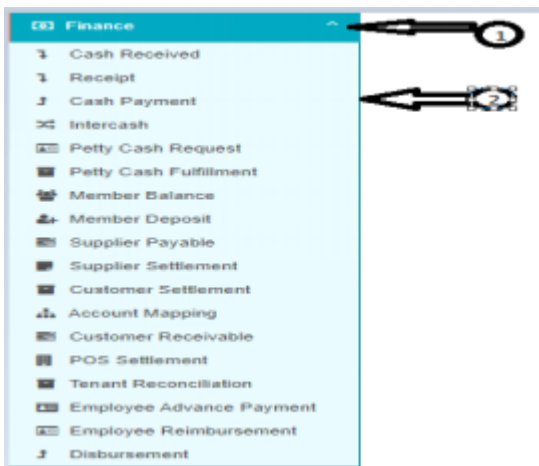 Finance
1
Cash Received
Receipt
Cash Payment
2
Intercash
Petty Cash Request
Petty Cash Fulfillment
Member Balance
Member Deposit
Supplier Payable
Supplier Settlement
Customer Settlement
Account Mapping
Customer Receivable
POS Settlement
Tenant Reconciliation
Employee Advance Payment
Employee Reimbursement
Disbursement